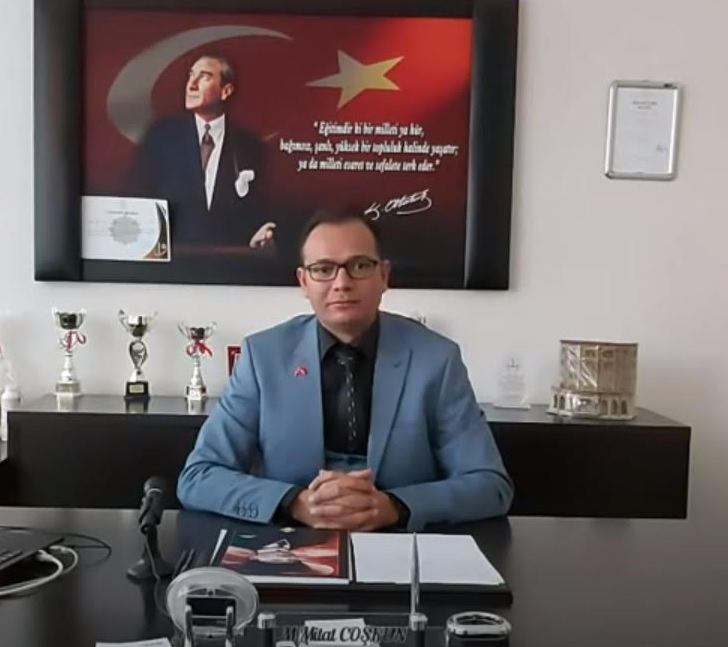 "Eğitimdir ki bir milleti ya hür,
bağımsız, şanlı, yüksek bir topluluk halinde yaşatır;
ya da milleti esaret ve sefalete terk eder."
K. Atatürk
M. Mitat COŞKUN